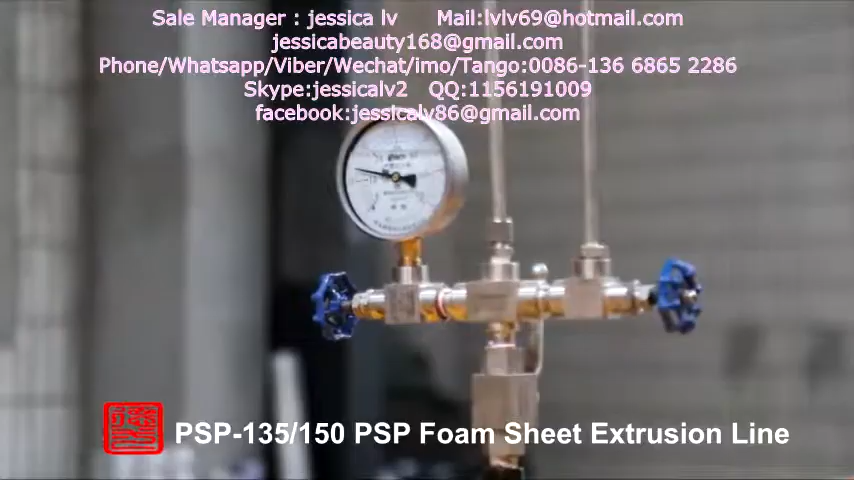 Sale Manager : jessica lv Mail:lvlv69@hotmail.com
jessicabeauty168@gmail.com
Phone/Whatsapp/Viber/Wechat/imo/Tango:0086-136 6865 2286
Skype:jessicalv2 QQ:1156191009
facebook:jessicalv86@gmail.com
PSP-135/150 PSP Foam Sheet Extrusion Line